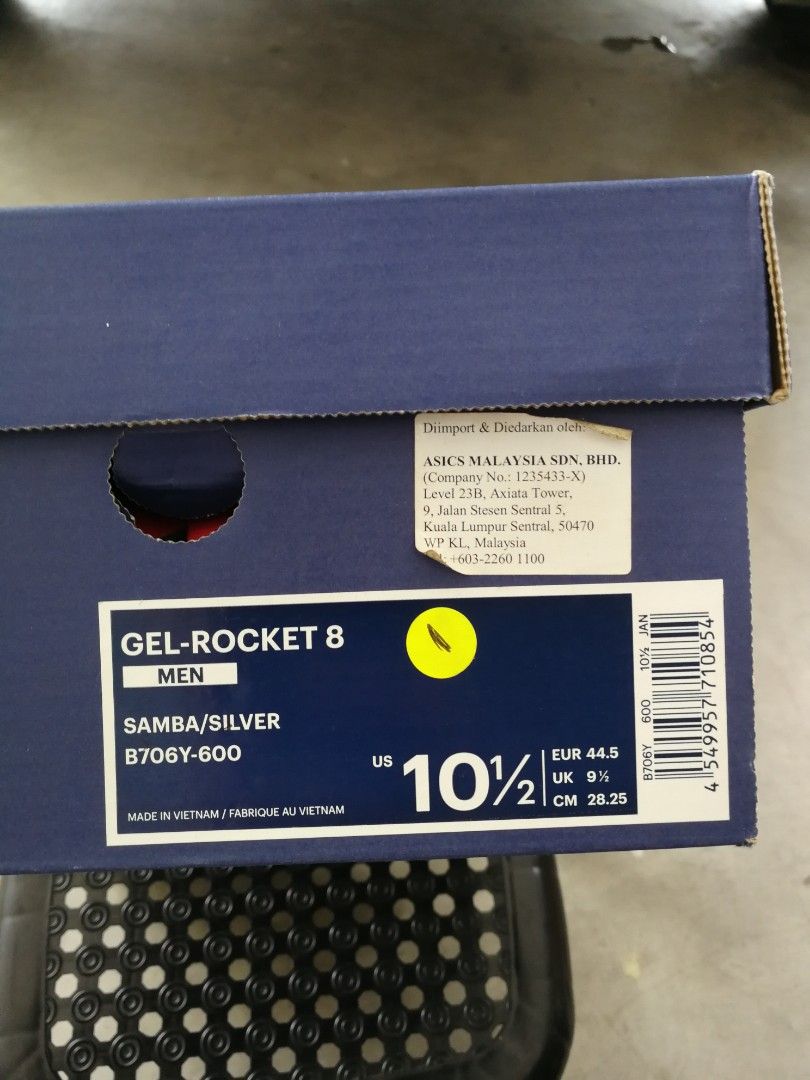 Diimport & Diedarkan oleh:
ASICS MALAYSIA SDN, BHD.
(Company No.: 1235433-X)
Level 23B, Axiata Tower,
9, Jalan Stesen Sentral 5,
Kuala Lumpur Sentral, 50470
WP KL, Malaysia
: +603-2260 1100
GEL-ROCKET 8
MEN
SAMBA/SILVER
B706Y-600
MADE IN VIETNAM / FABRIQUE AU VIETNAM
US 10½
EUR 44.5
UK 9½
CM 28.25
B706Y 600 10½ JAN
4549957710854